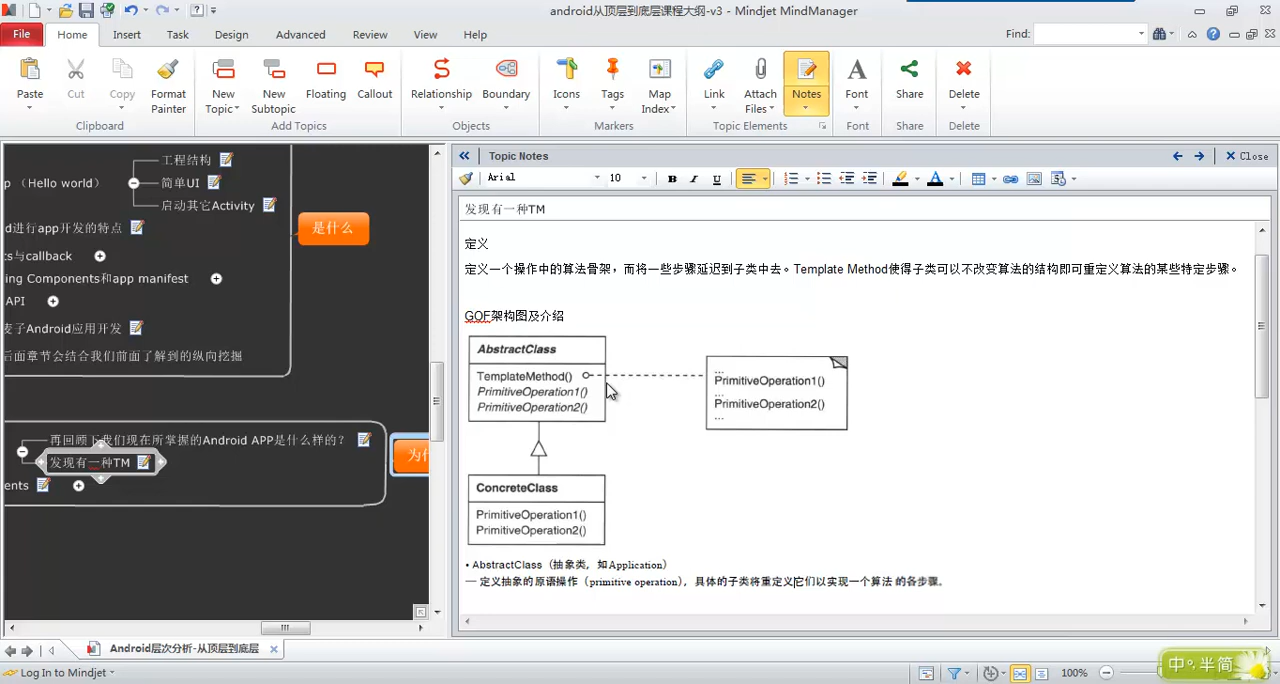 android从顶层到底层课程大纲-v3 - Mindjet MindManager
File Home Insert Task Design Advanced Review View Help Find:
Paste Cut Copy Format Painter New Topic New Subtopic Floating Callout Relationship Boundary Icons Tags Map Index Link Attach Files Notes Font Share Delete
Clipboard Add Topics Objects Markers Topic Elements Font Share Delete
工程结构
p （Hello world）
简单UI
启动其它Activity
是什么
d进行app开发的特点
ts与callback
ing Components和app manifest
API
麦子Android应用开发
后面章节会结合我们前面了解到的纵向挖掘
再回顾下我们现在所掌握的Android APP是什么样的？
发现有一种TM
ents
Topic Notes
Close
Arial 10 B I U
发现有一种TM
定义
定义一个操作中的算法骨架，而将一些步骤延迟到子类中去。Template Method使得子类可以不改变算法的结构即可重定义算法的某些特定步骤。
GOF架构图及介绍
AbstractClass
TemplateMethod()
PrimitiveOperation1()
PrimitiveOperation2()
...
PrimitiveOperation1()
...
PrimitiveOperation2()
...
ConcreteClass
PrimitiveOperation1()
PrimitiveOperation2()
• AbstractClass（抽象类，如Application）
— 定义抽象的原语操作（primitive operation），具体的子类将重定义它们以实现一个算法 的各步骤。
Android层次分析-从顶层到底层
Log In to Mindjet
100%
中°,半简